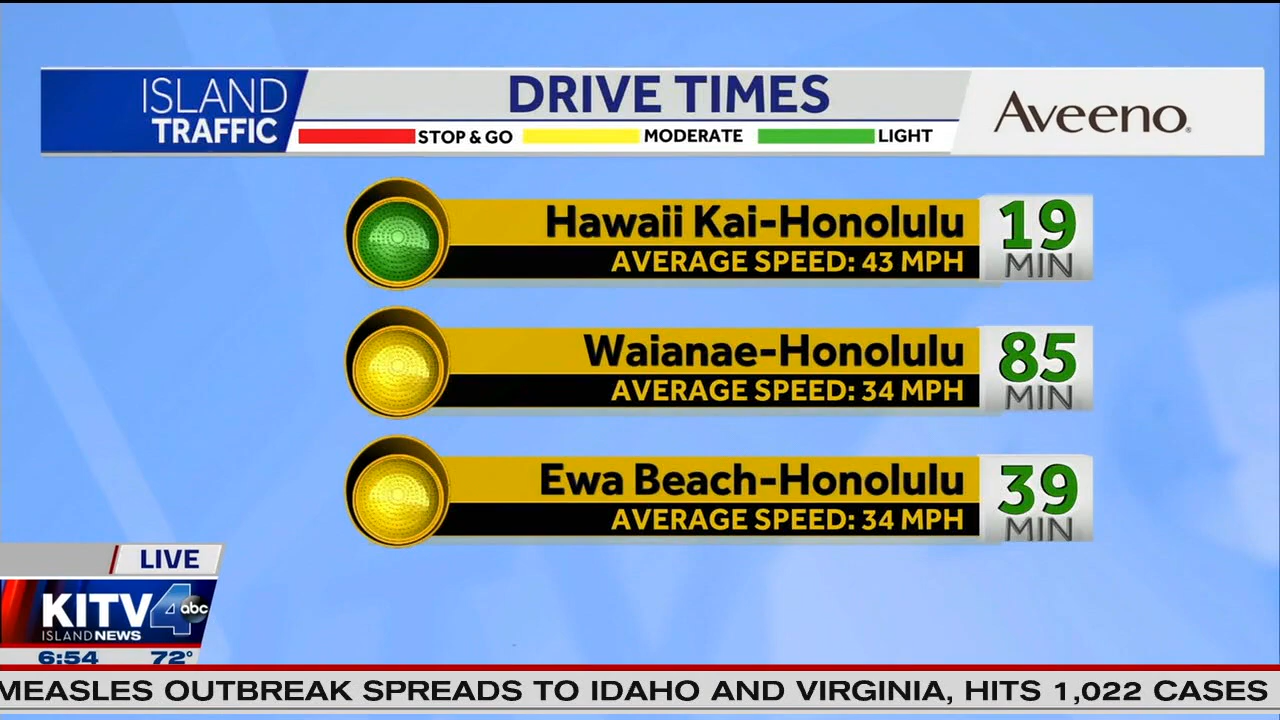 ISLAND
TRAFFIC
DRIVE TIMES
STOP & GO MODERATE LIGHT
Aveeno®
Hawaii Kai-Honolulu
AVERAGE SPEED: 43 MPH
19
MIN
Waianae-Honolulu
AVERAGE SPEED: 34 MPH
85
MIN
Ewa Beach-Honolulu
AVERAGE SPEED: 34 MPH
39
MIN
LIVE
KITV 4 abc
ISLAND NEWS
6:54 72°
MEASLES OUTBREAK SPREADS TO IDAHO AND VIRGINIA, HITS 1,022 CASES